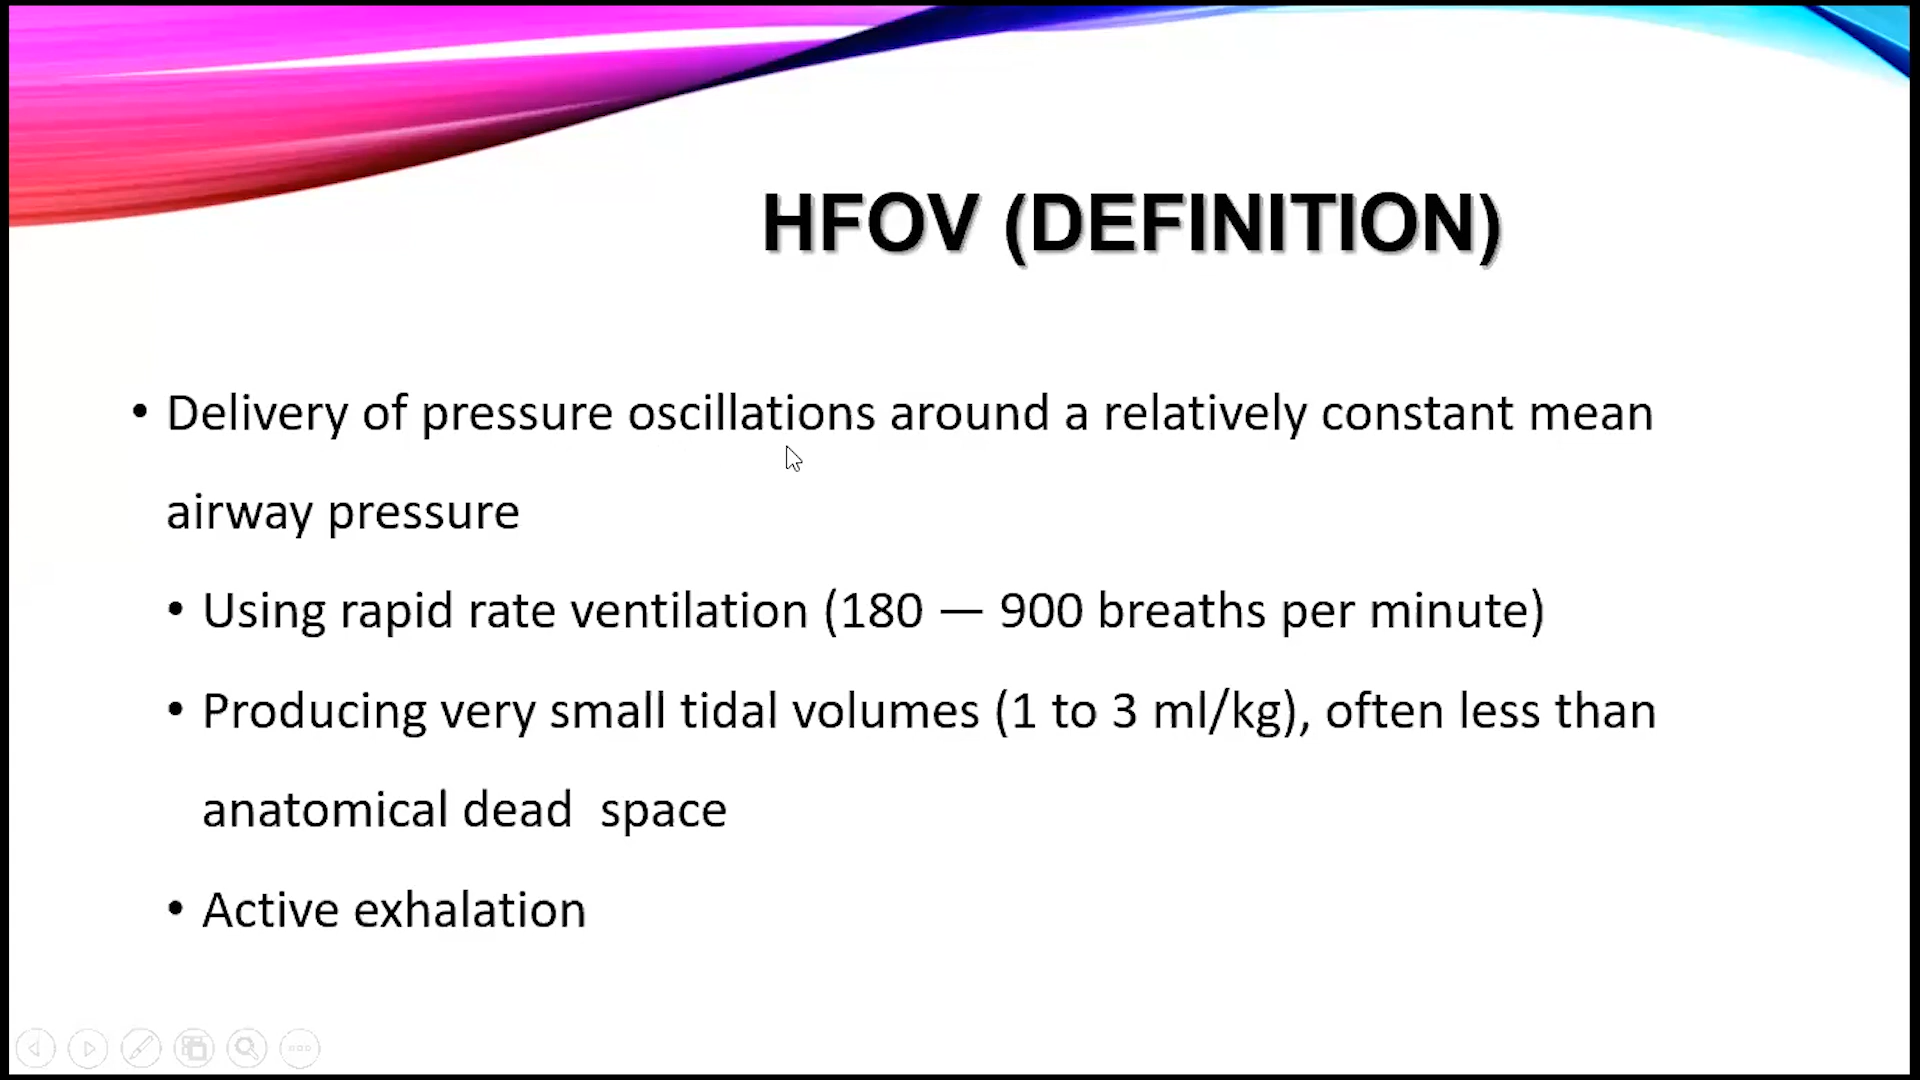 HFOV (DEFINITION)
• Delivery of pressure oscillations around a relatively constant mean
airway pressure
• Using rapid rate ventilation (180 — 900 breaths per minute)
• Producing very small tidal volumes (1 to 3 ml/kg), often less than
anatomical dead  space
• Active exhalation